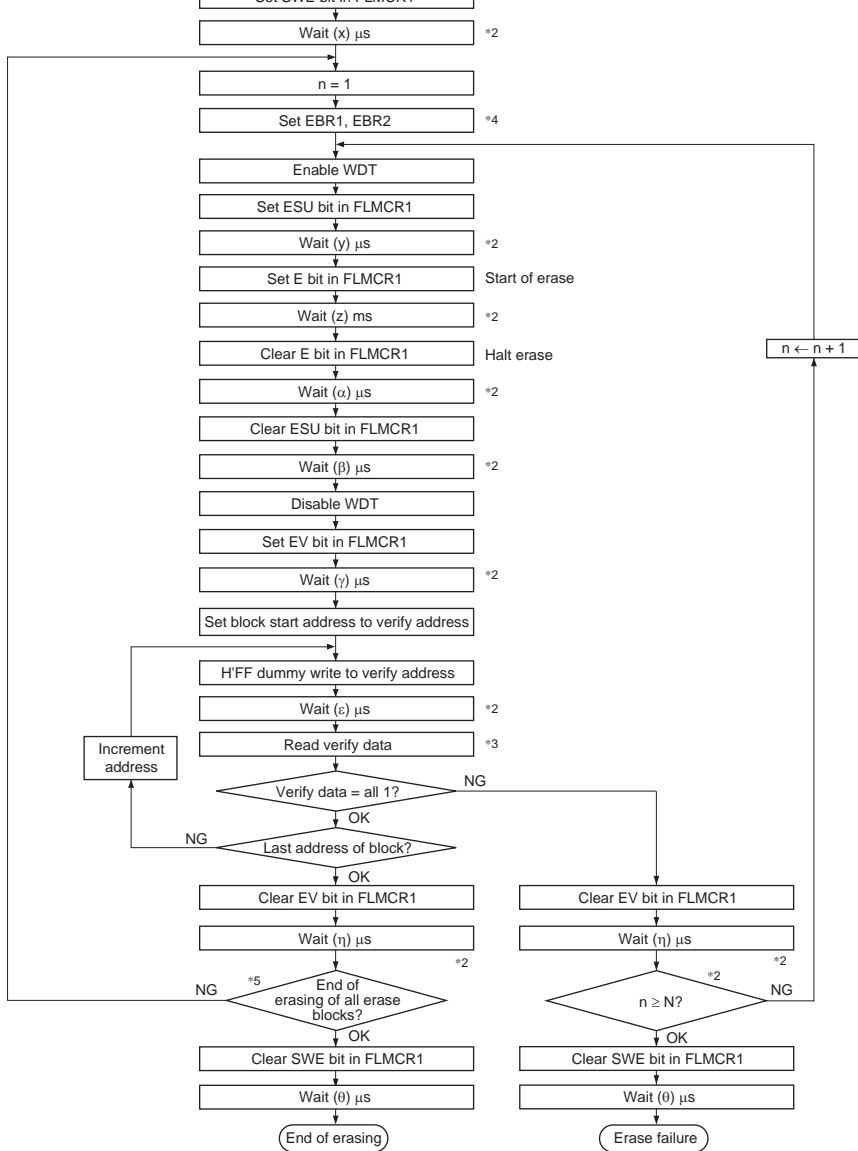 Set SWE bit in FLMCR1
Wait (x) μs
*2
n = 1
Set EBR1, EBR2
*4
Enable WDT
Set ESU bit in FLMCR1
Wait (y) μs
*2
Set E bit in FLMCR1
Start of erase
Wait (z) ms
*2
n ← n + 1
Clear E bit in FLMCR1
Halt erase
Wait (α) μs
*2
Clear ESU bit in FLMCR1
Wait (β) μs
*2
Disable WDT
Set EV bit in FLMCR1
Wait (γ) μs
*2
Set block start address to verify address
H'FF dummy write to verify address
Wait (ε) μs
*2
Increment
address
Read verify data
*3
Verify data = all 1?
NG
OK
NG
Last address of block?
OK
Clear EV bit in FLMCR1
Clear EV bit in FLMCR1
Wait (η) μs
*2
Wait (η) μs
*2
NG
*5
End of
erasing of all erase
blocks?
*2
n ≥ N?
NG
OK
OK
Clear SWE bit in FLMCR1
Clear SWE bit in FLMCR1
Wait (θ) μs
Wait (θ) μs
End of erasing
Erase failure